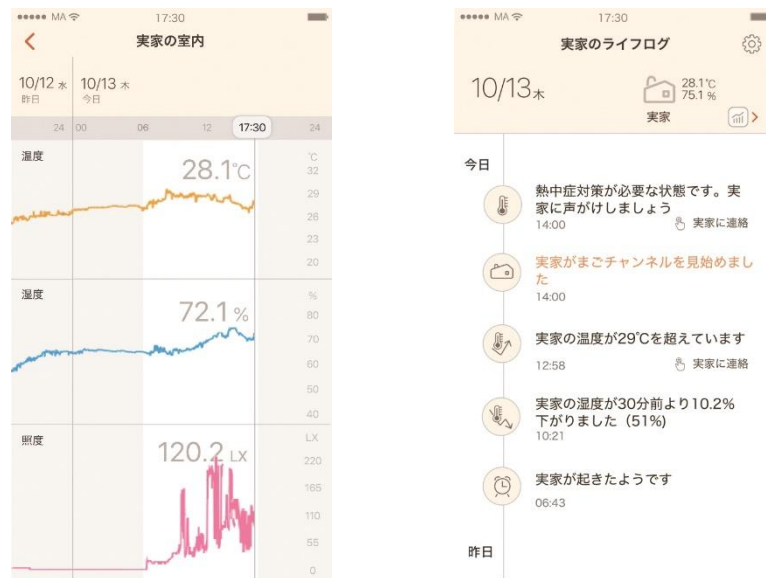 MA 17:30
実家の室内
10/12 水 10/13 木
昨日 今日
24 00 06 12 17:30 24
温度 28.1℃ ℃
32
29
26
23
20
湿度 72.1 % %
80
70
60
50
40
照度 120.2 LX LX
220
165
110
55
0
MA 17:30
実家のライフログ
10/13木
28.1℃
75.1 %
実家
今日
熱中症対策が必要な状態です。実
家に声がけしましょう
14:00 実家に連絡
実家がまごチャンネルを見始めまし
た
14:00
実家の温度が29℃を超えています
12:58 実家に連絡
実家の湿度が30分前より10.2%
下がりました（51%)
10:21
実家が起きたようです
06:43
昨日